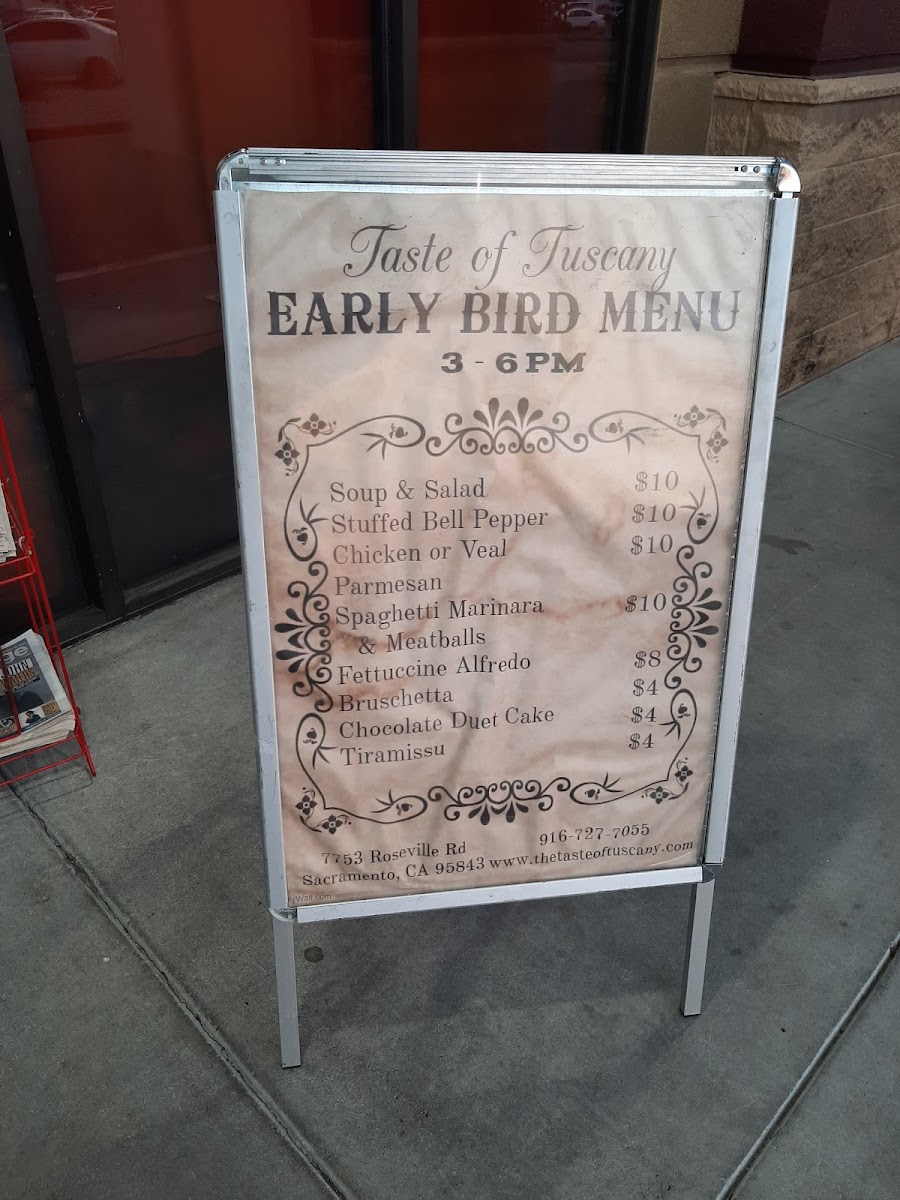 Taste of Tuscany
EARLY BIRD MENU
3 - 6 PM
Soup & Salad $10
Stuffed Bell Pepper $10
Chicken or Veal $10
Parmesan
Spaghetti Marinara $10
& Meatballs
Fettuccine Alfredo $8
Bruschetta $4
Chocolate Duet Cake $4
Tiramissu $4
7753 Roseville Rd 916-727-7055
Sacramento, CA 95843 www.thetasteoftuscany.com